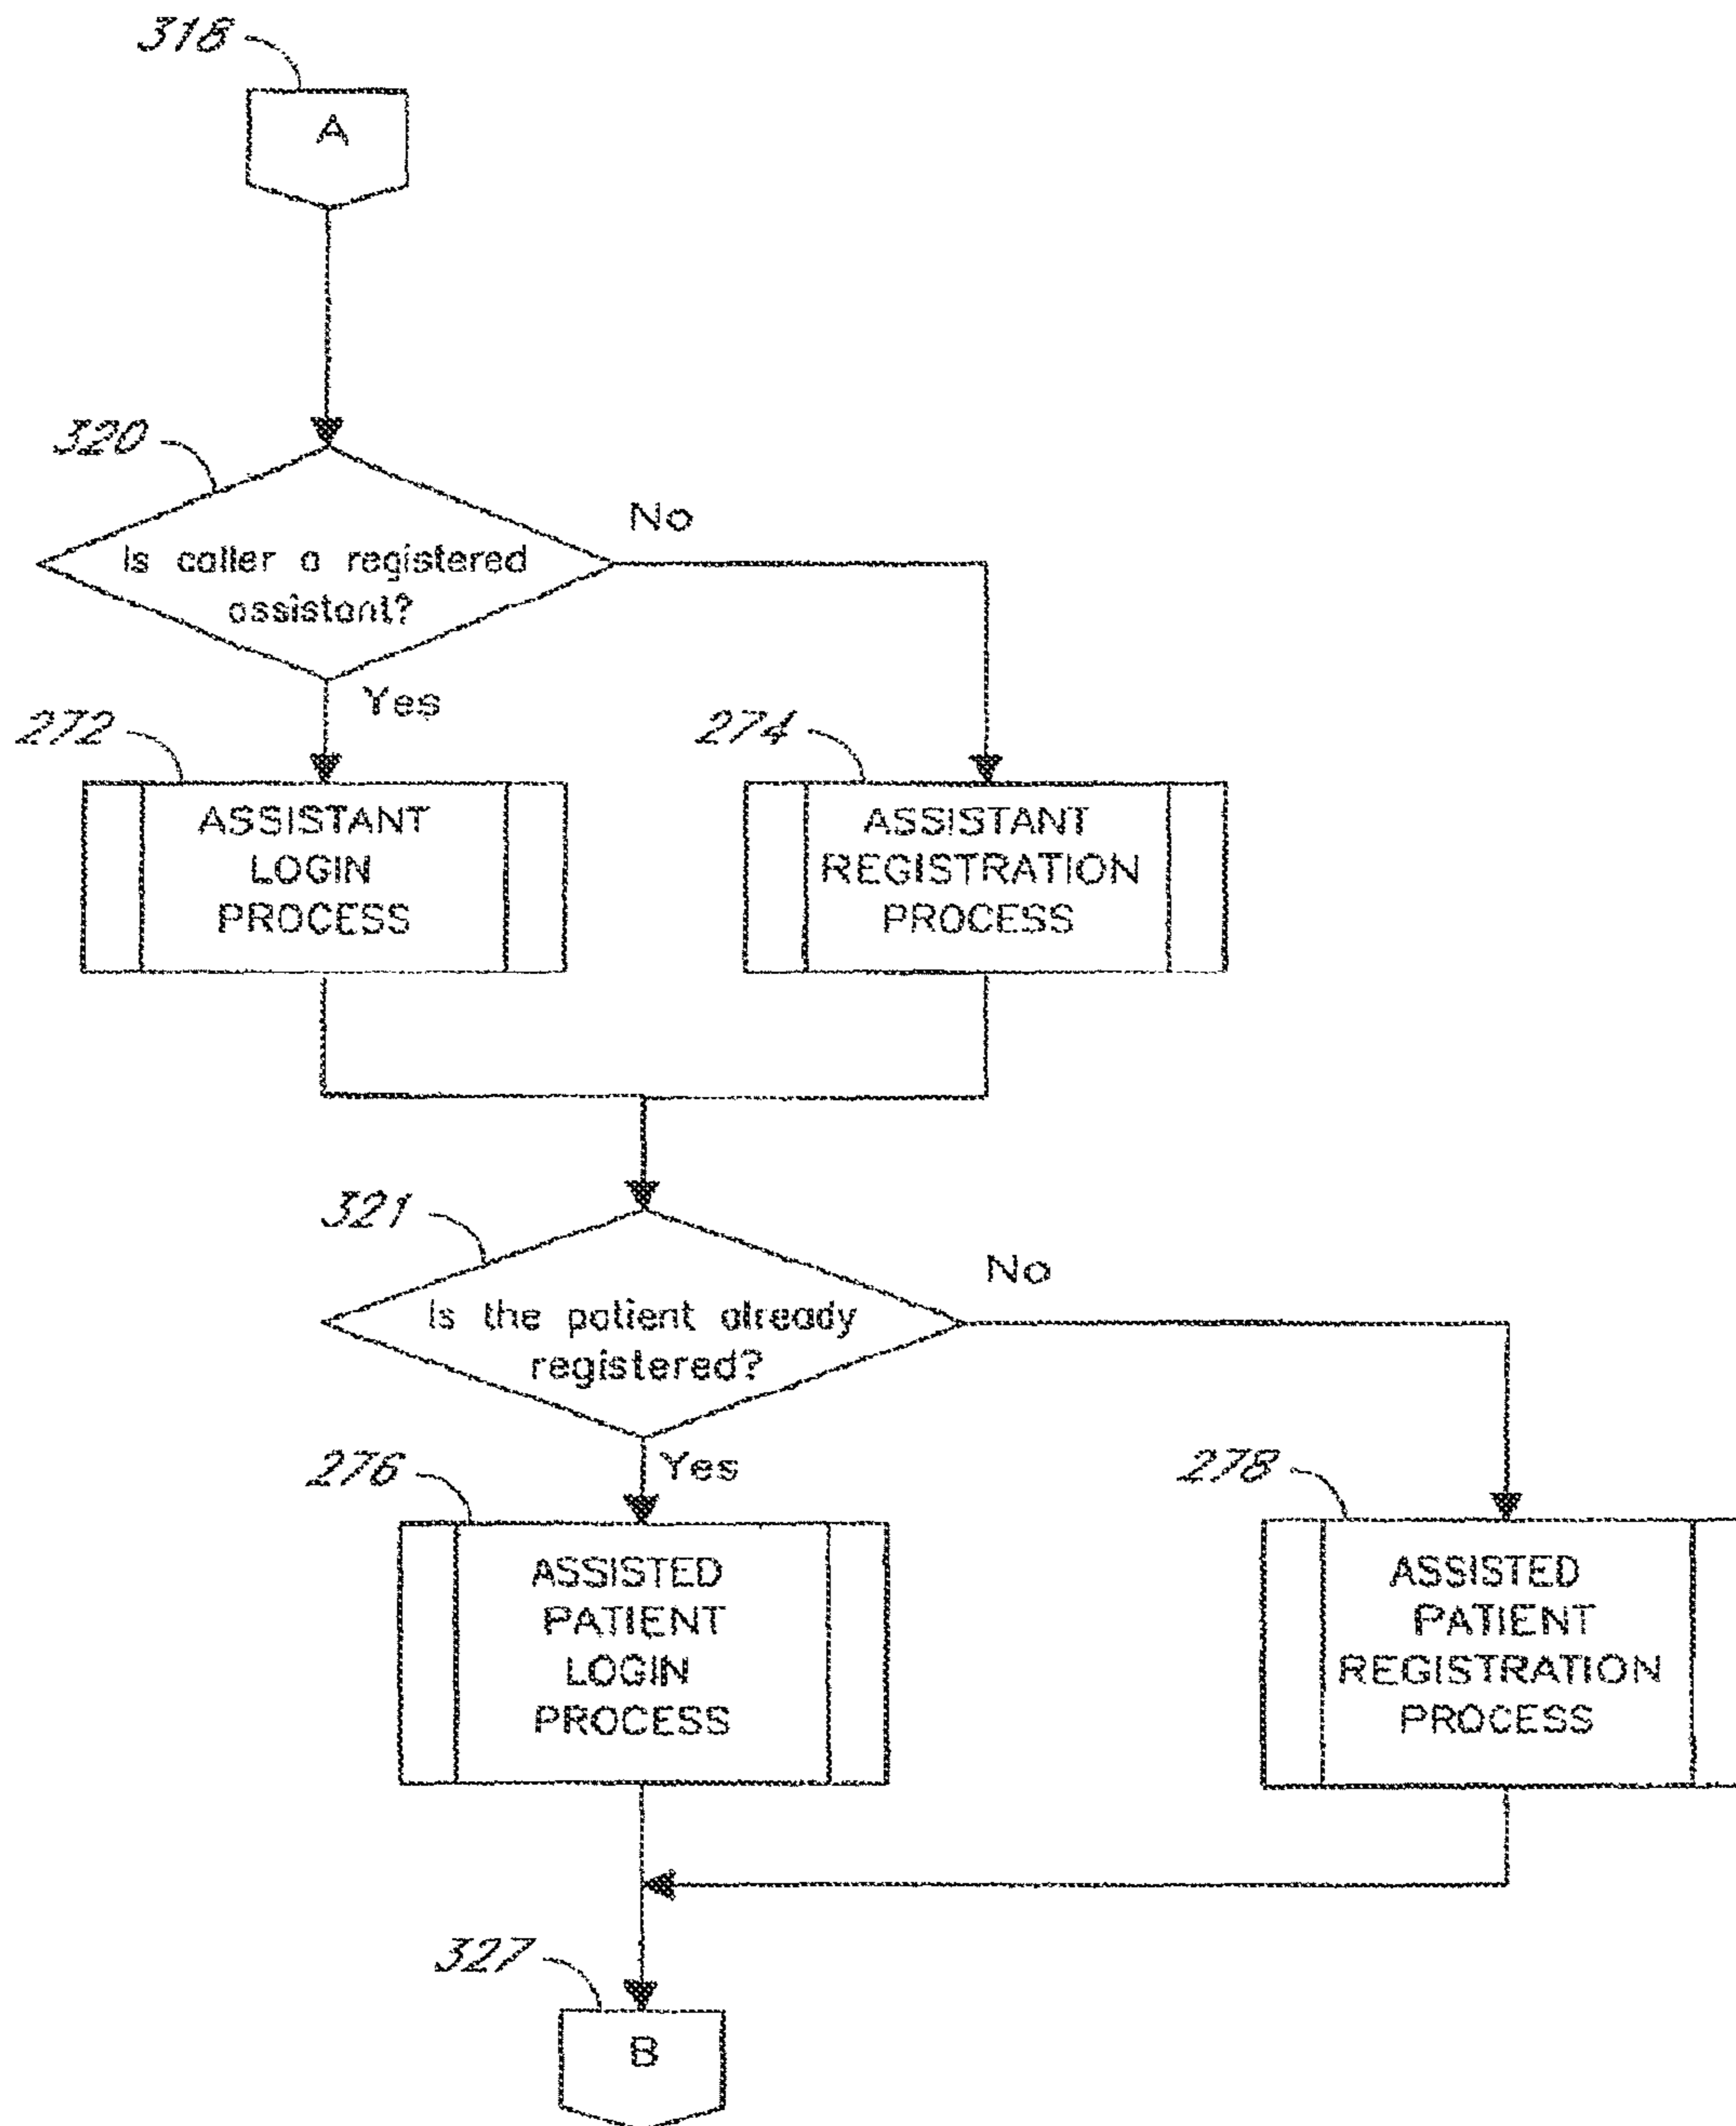 318
A
320
No
Is caller a registered
assistant?
Yes
272
274
ASSISTANT
LOGIN
PROCESS
ASSISTANT
REGISTRATION
PROCESS
321
No
Is the patient already
registered?
Yes
276
278
ASSISTED
PATIENT
LOGIN
PROCESS
ASSISTED
PATIENT
REGISTRATION
PROCESS
327
B